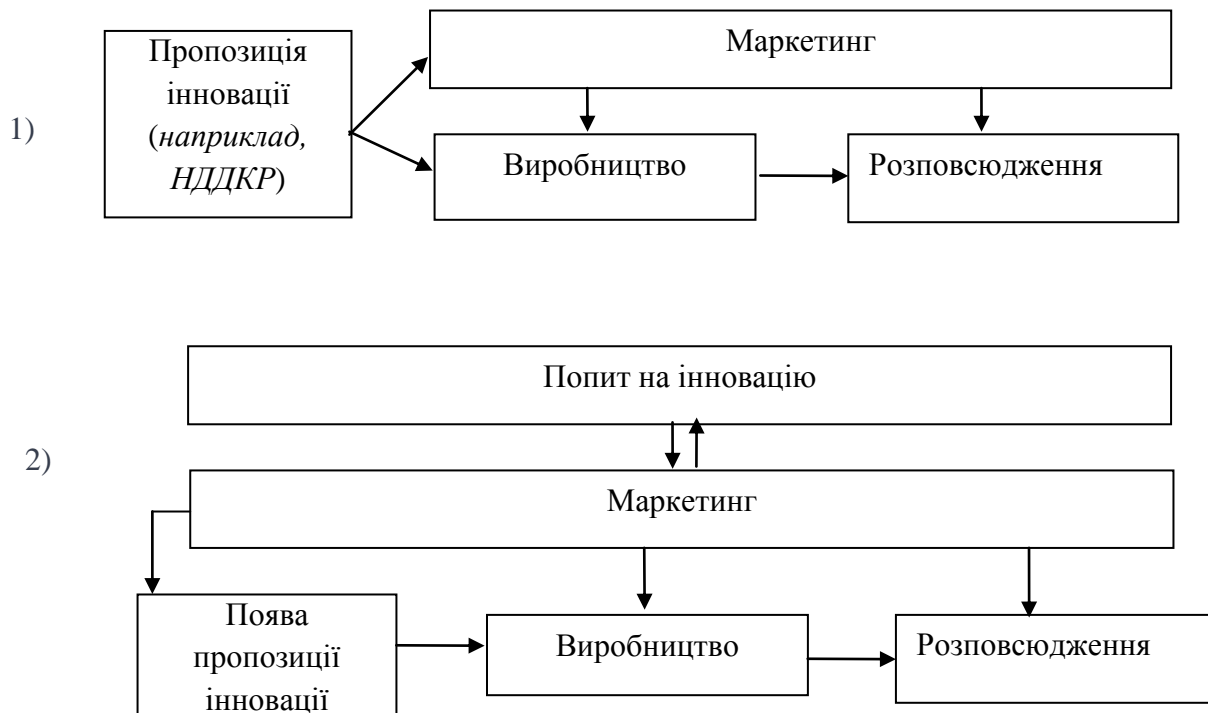 Маркетинг
Пропозиція
інновації
(наприклад,
НДДКР)
1)
Виробництво
Розповсюдження
Попит на інновацію
2)
Маркетинг
Поява
пропозиції
інновації
Виробництво
Розповсюдження